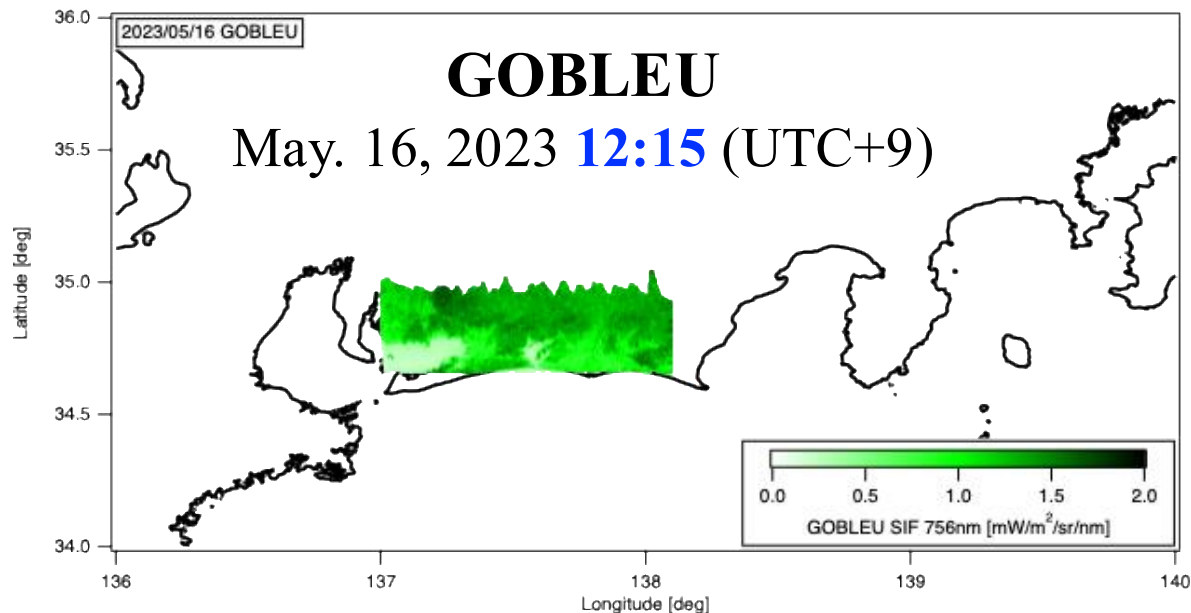 36.0
2023/05/16 GOBLEU
GOBLEU
May. 16, 2023 12:15 (UTC+9)
35.5
Latitude [deg]
35.0
34.5
34.0
0.0 0.5 1.0 1.5 2.0
GOBLEU SIF 756nm [mW/m²/sr/nm]
136 137 138 139 140
Longitude [deg]